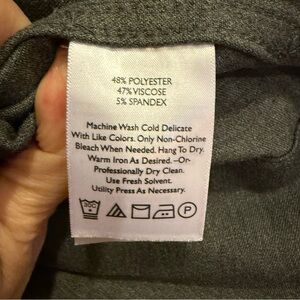 48% POLYESTER
47% VISCOSE
5% SPANDEX
Machine Wash Cold Delicate
With Like Colors. Only Non-Chlorine
Bleach When Needed. Hang To Dry.
Warm Iron As Desired. -Or-
Professionally Dry Clean.
Use Fresh Solvent.
Utility Press As Necessary.
30C P